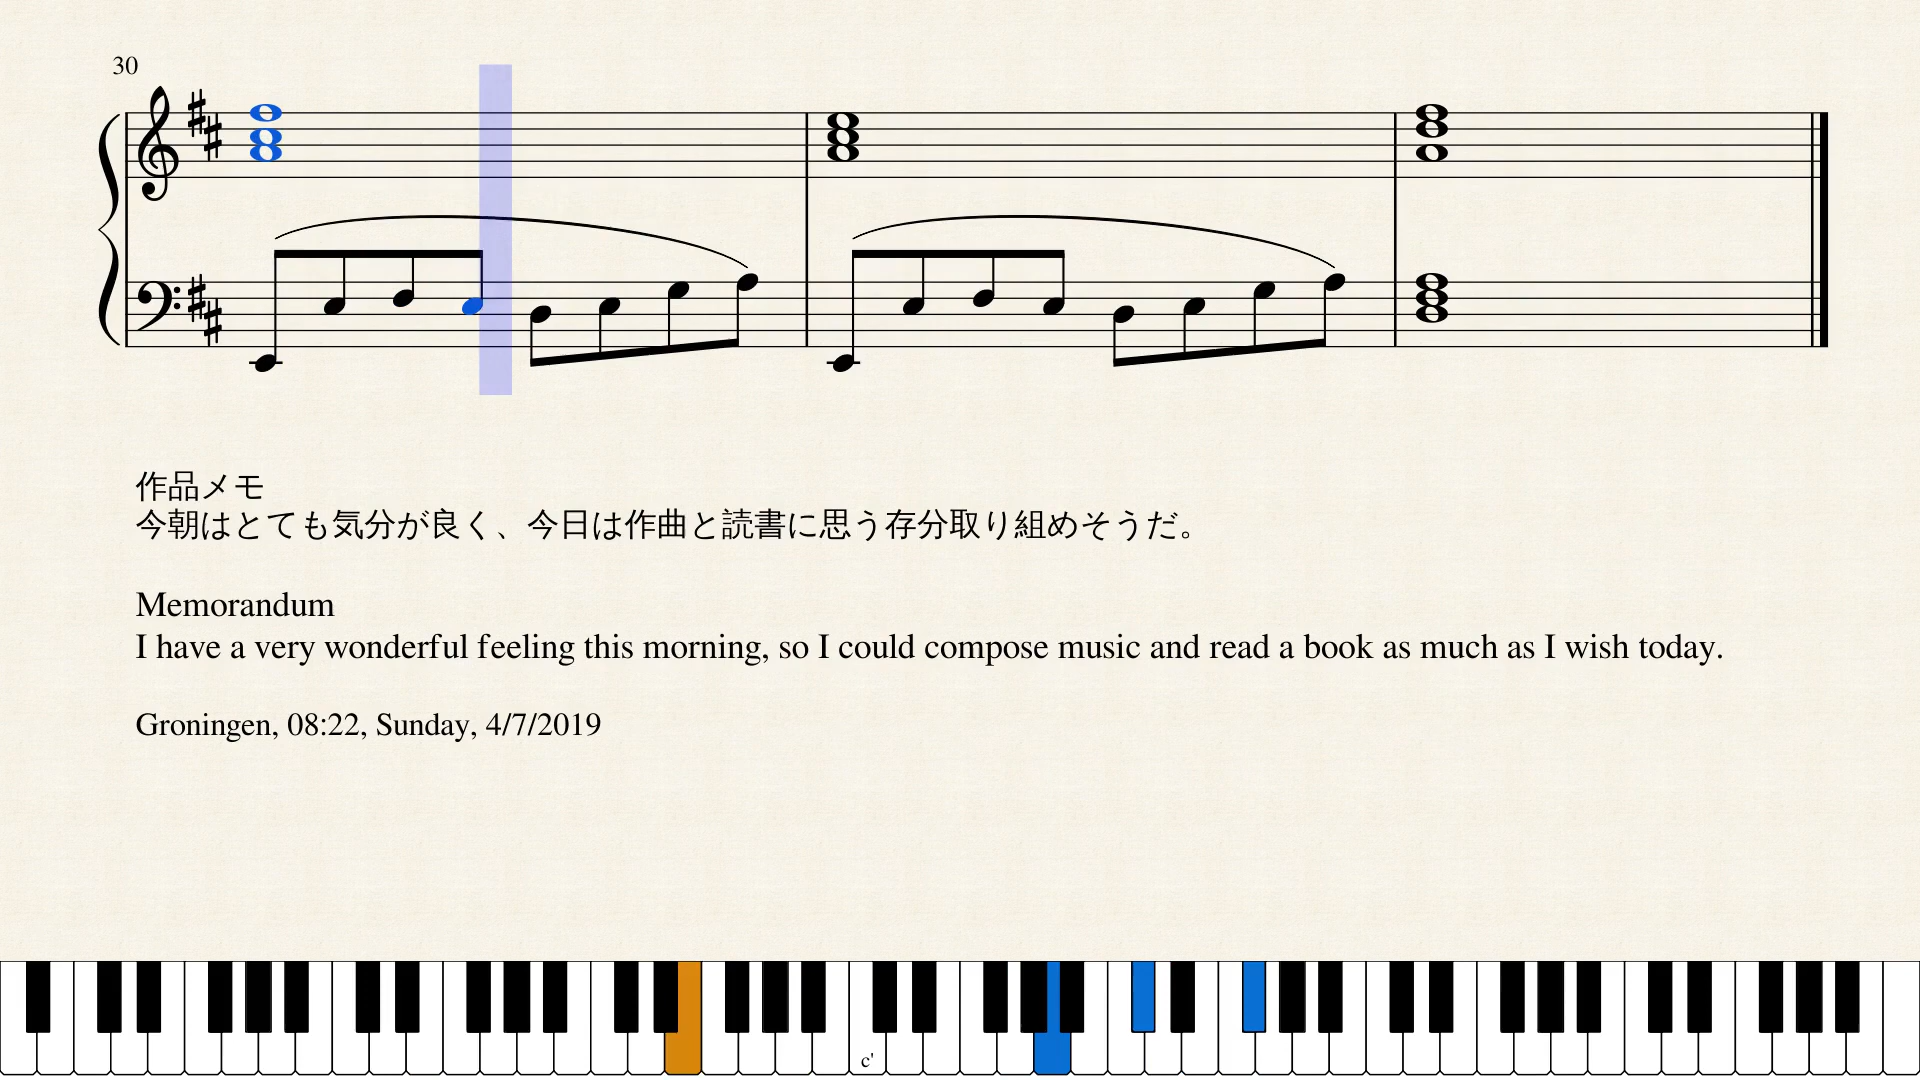 30
作品メモ
今朝はとても気分が良く、今日は作曲と読書に思う存分取り組めそうだ。
Memorandum
I have a very wonderful feeling this morning, so I could compose music and read a book as much as I wish today.
Groningen, 08:22, Sunday, 4/7/2019
c'